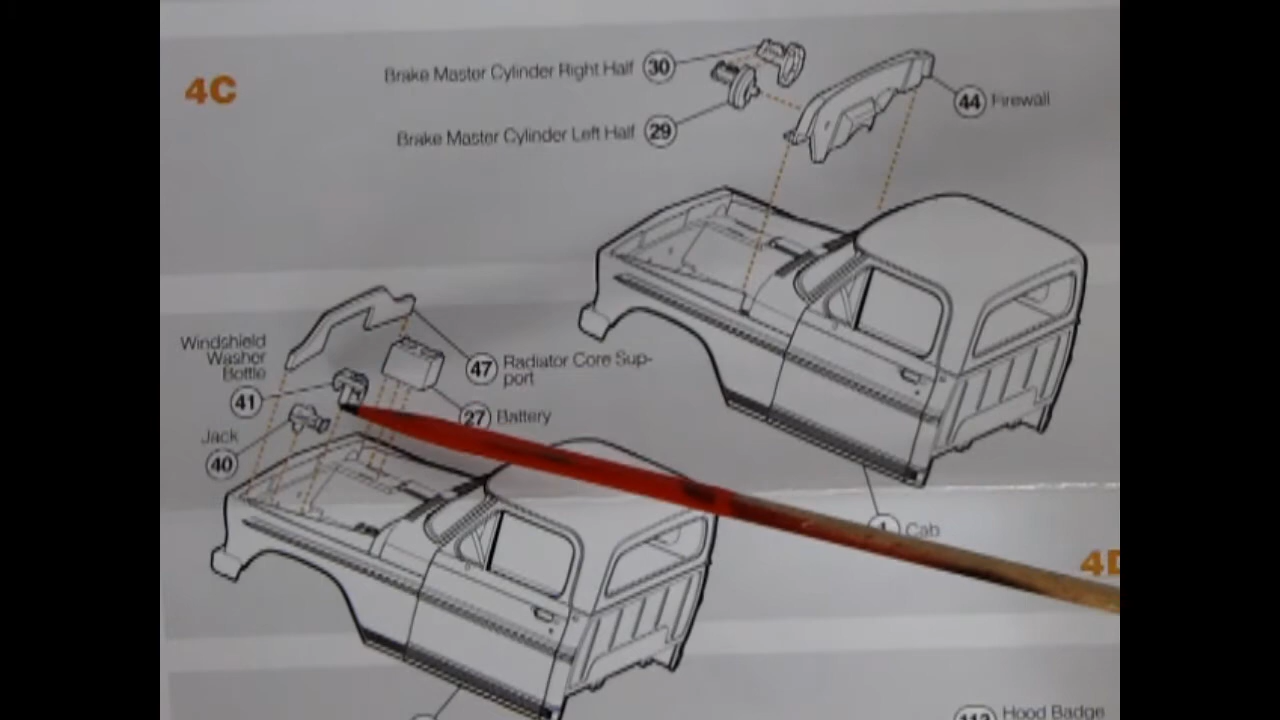 4C
Brake Master Cylinder Right Half 30
44 Firewall
Brake Master Cylinder Left Half 29
Windshield
Washer
Bottle
41
47 Radiator Core Sup-
port
27 Battery
Jack
40
Cab
4D
113 Hood Badge